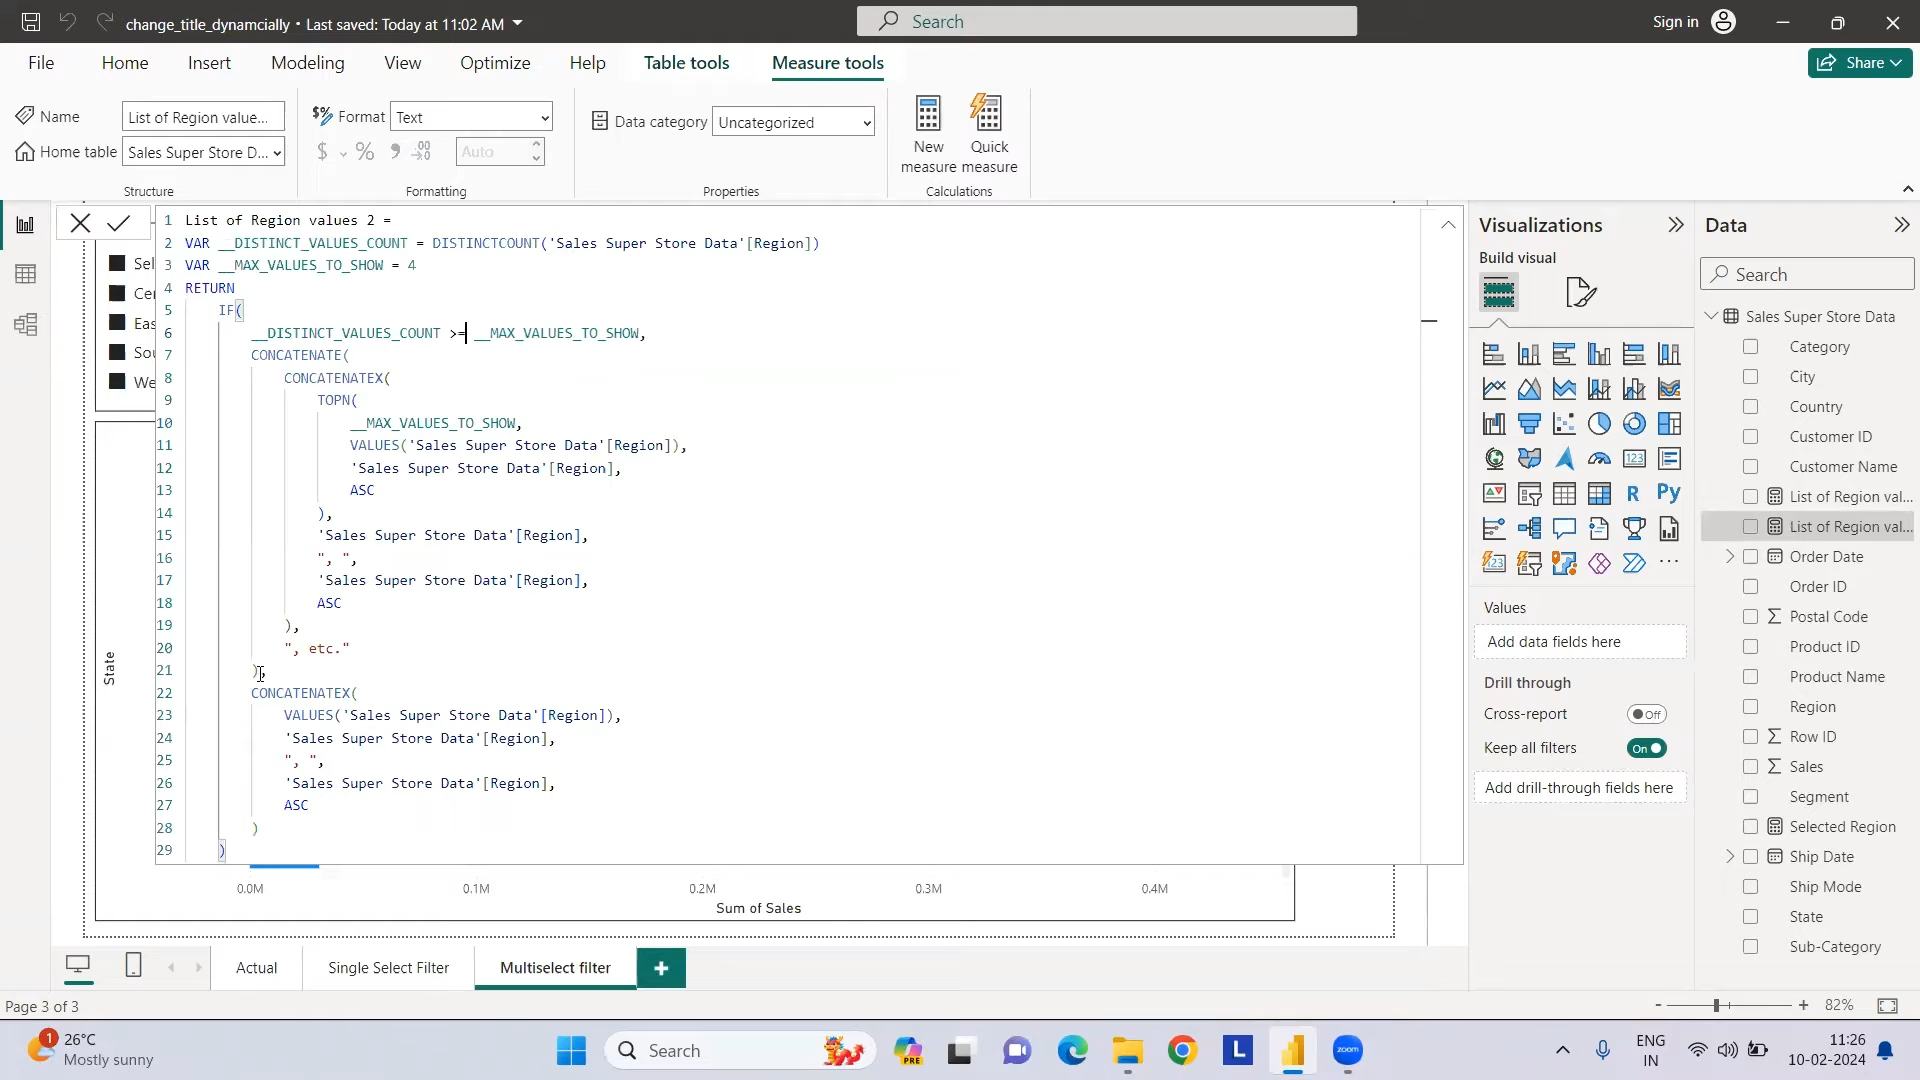 change_title_dynamcially • Last saved: Today at 11:02 AM
Search
Sign in
File
Home
Insert
Modeling
View
Optimize
Help
Table tools
Measure tools
Share
Name
List of Region value...
Home table
Sales Super Store D...
Structure
Format
Text
Auto
Formatting
Data category
Uncategorized
Properties
New measure
Quick measure
Calculations
1 List of Region values 2 =
2 VAR __DISTINCT_VALUES_COUNT = DISTINCTCOUNT('Sales Super Store Data'[Region])
3 VAR __MAX_VALUES_TO_SHOW = 4
4 RETURN
5 IF(
6 __DISTINCT_VALUES_COUNT >= __MAX_VALUES_TO_SHOW,
7 CONCATENATE(
8 CONCATENATEX(
9 TOPN(
10 __MAX_VALUES_TO_SHOW,
11 VALUES('Sales Super Store Data'[Region]),
12 'Sales Super Store Data'[Region],
13 ASC
14 ),
15 'Sales Super Store Data'[Region],
16 ", ",
17 'Sales Super Store Data'[Region],
18 ASC
19 ),
20 ", etc."
21 ),
22 CONCATENATEX(
23 VALUES('Sales Super Store Data'[Region]),
24 'Sales Super Store Data'[Region],
25 ", ",
26 'Sales Super Store Data'[Region],
27 ASC
28 )
29 )
Sel
Cen
Eas
Sou
We
State
0.0M
0.1M
0.2M
0.3M
0.4M
Sum of Sales
Visualizations
Build visual
Values
Add data fields here
Drill through
Cross-report
Off
Keep all filters
On
Add drill-through fields here
Data
Search
Sales Super Store Data
Category
City
Country
Customer ID
Customer Name
List of Region val...
List of Region val...
Order Date
Order ID
Postal Code
Product ID
Product Name
Region
Row ID
Sales
Segment
Selected Region
Ship Date
Ship Mode
State
Sub-Category
Actual
Single Select Filter
Multiselect filter
Page 3 of 3
82%
1
26°C
Mostly sunny
Search
PRE
L
zoom
ENG
IN
11:26
10-02-2024